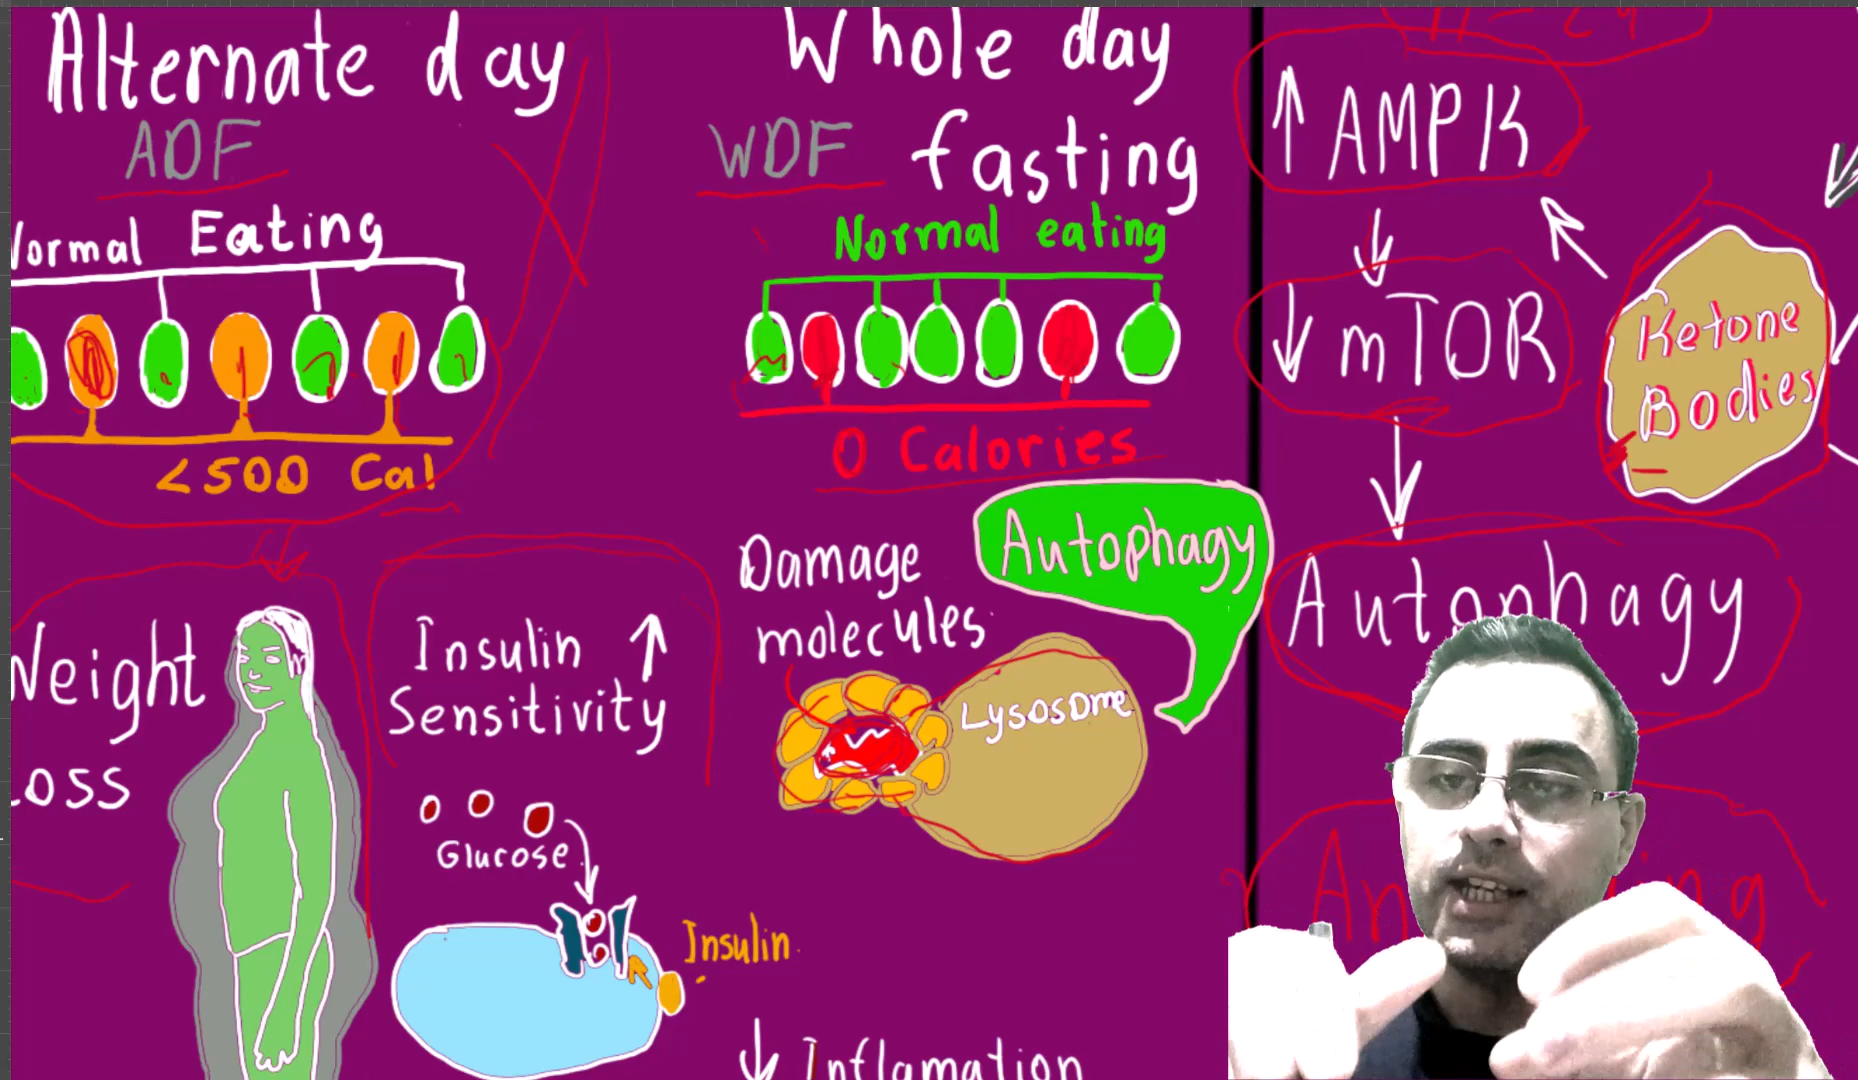 Alternate day
ADF
Normal Eating
<500 Cal
Weight
Loss
Insulin
Sensitivity
Glucose
Insulin
Whole day
WDF fasting
Normal eating
0 Calories
Damage
molecules
Autophagy
Lysosome
Inflamation
AMPK
mTOR
Autophagy
Ketone
Bodies